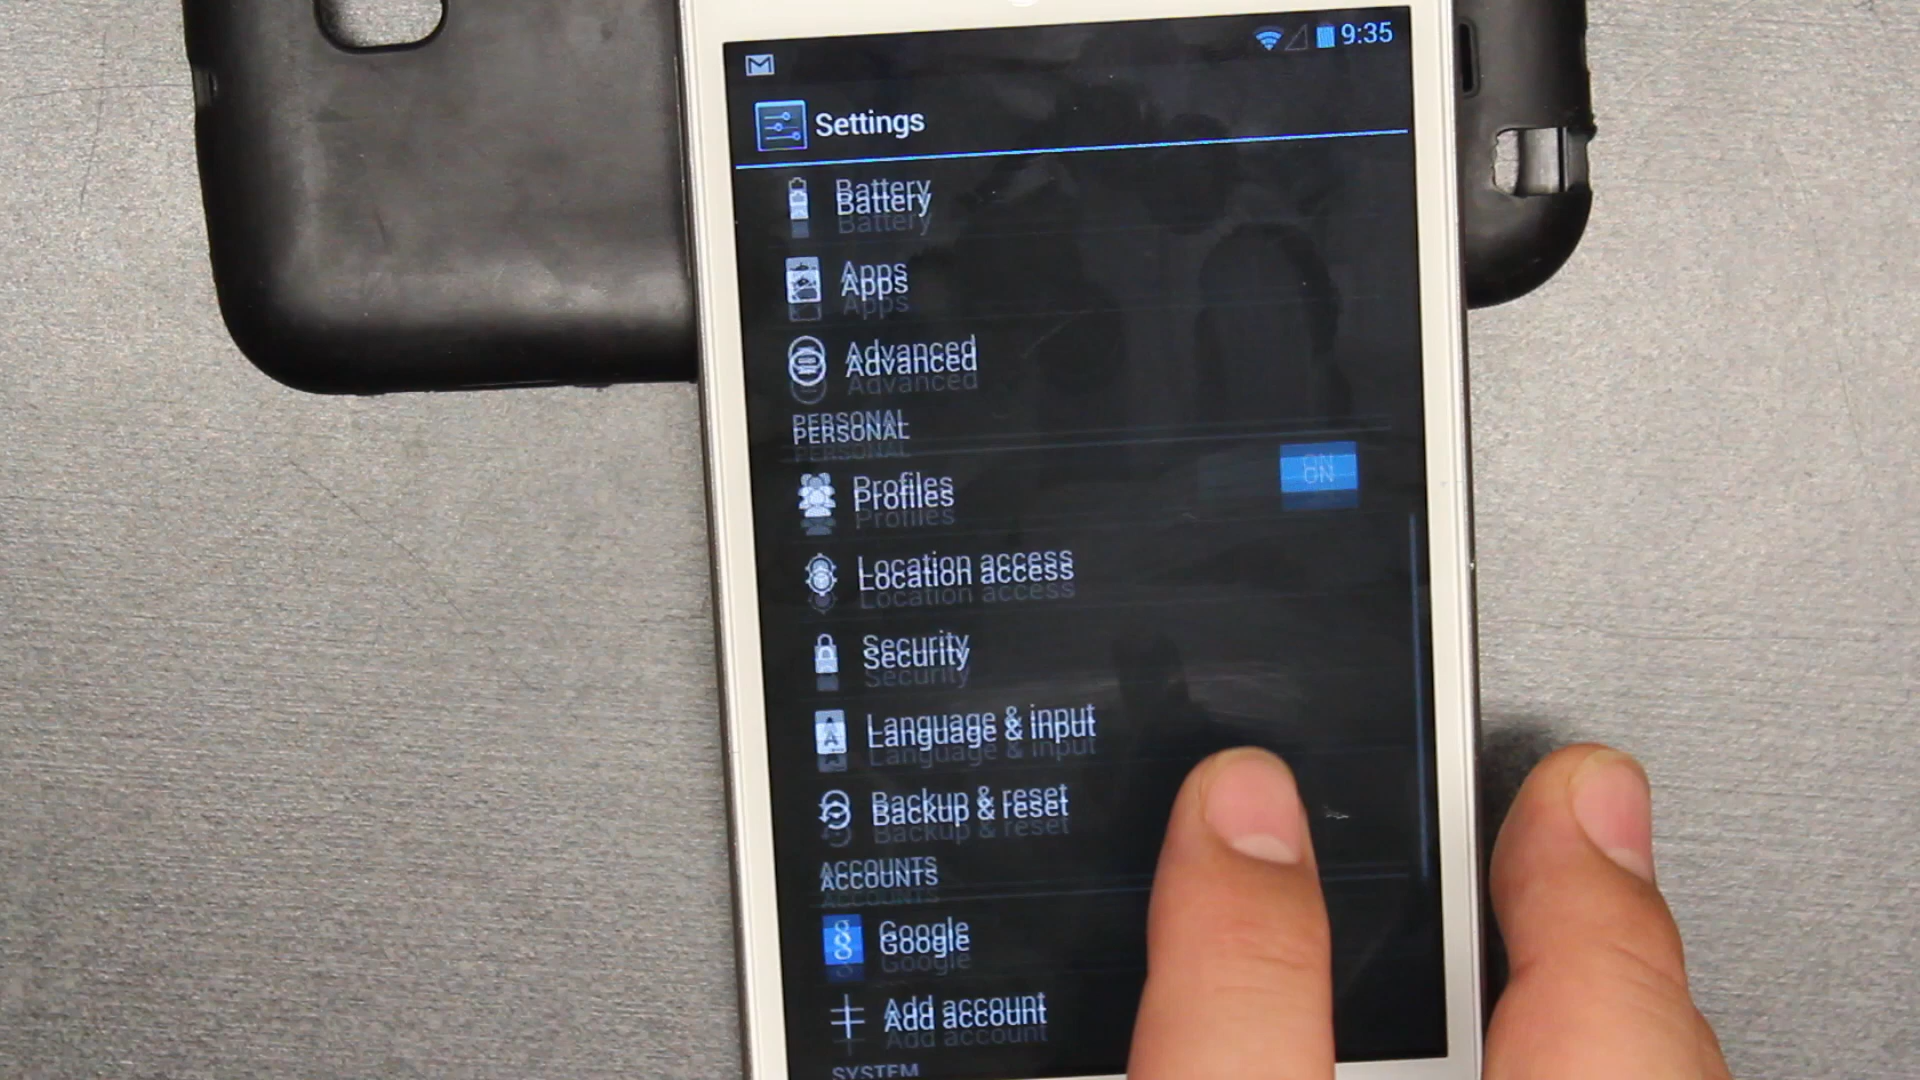 9:35
Settings
Battery
Apps
Advanced
PERSONAL
Profiles
ON
Location access
Security
Language & input
Backup & reset
ACCOUNTS
Google
Add account
SYSTEM